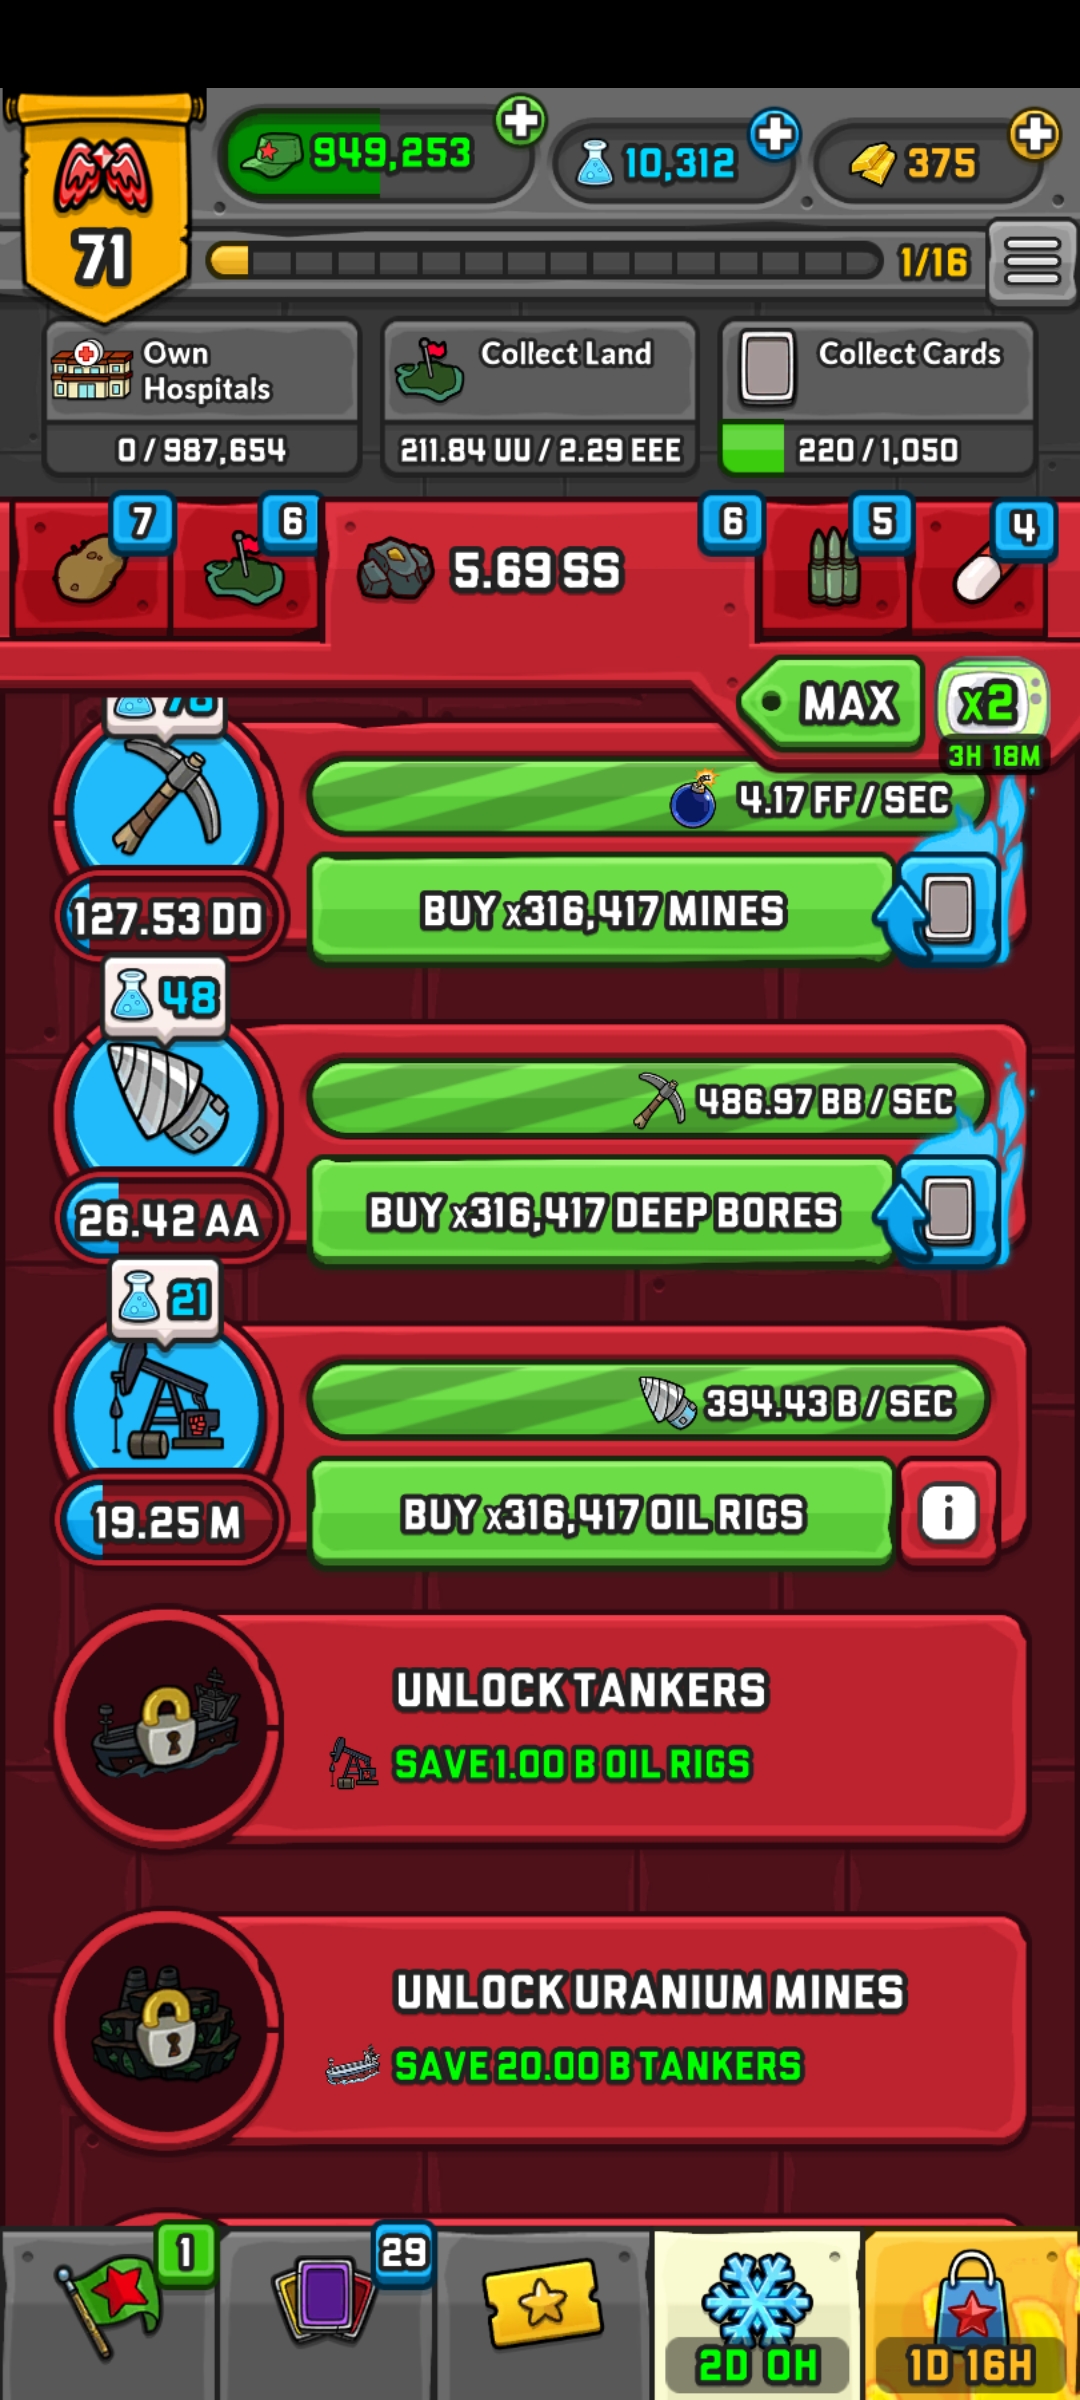 949,253
10,312
375
71
1/16
Own
Hospitals
0 / 987,654
Collect Land
211.84 UU / 2.29 EEE
Collect Cards
220 / 1,050
7
6
5.69 SS
6
5
4
MAX
x2
3H 18M
4.17 FF / SEC
BUY x316,417 MINES
127.53 DD
48
486.97 BB / SEC
BUY x316,417 DEEP BORES
26.42 AA
21
394.43 B / SEC
BUY x316,417 OIL RIGS
i
19.25 M
UNLOCK TANKERS
SAVE 1.00 B OIL RIGS
UNLOCK URANIUM MINES
SAVE 20.00 B TANKERS
1
29
2D 0H
1D 16H